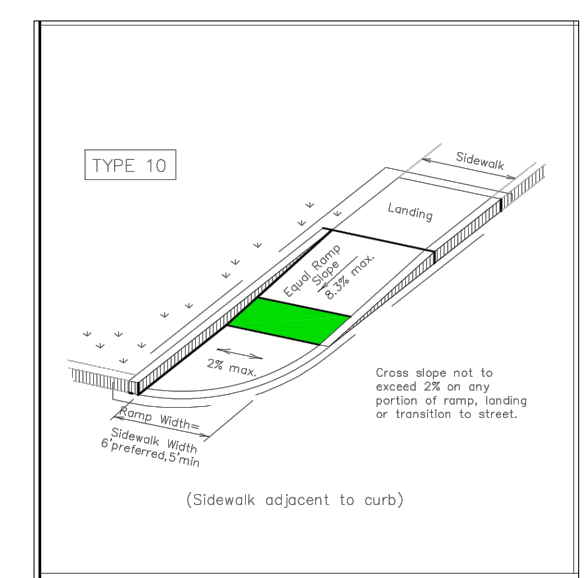 TYPE 10
Sidewalk
Landing
Equal Ramp
Slope
8.3% max.
2% max.
Cross slope not to
exceed 2% on any
portion of ramp, landing
or transition to street.
Ramp Width=
Sidewalk Width
6'preferred,5'min
(Sidewalk adjacent to curb)